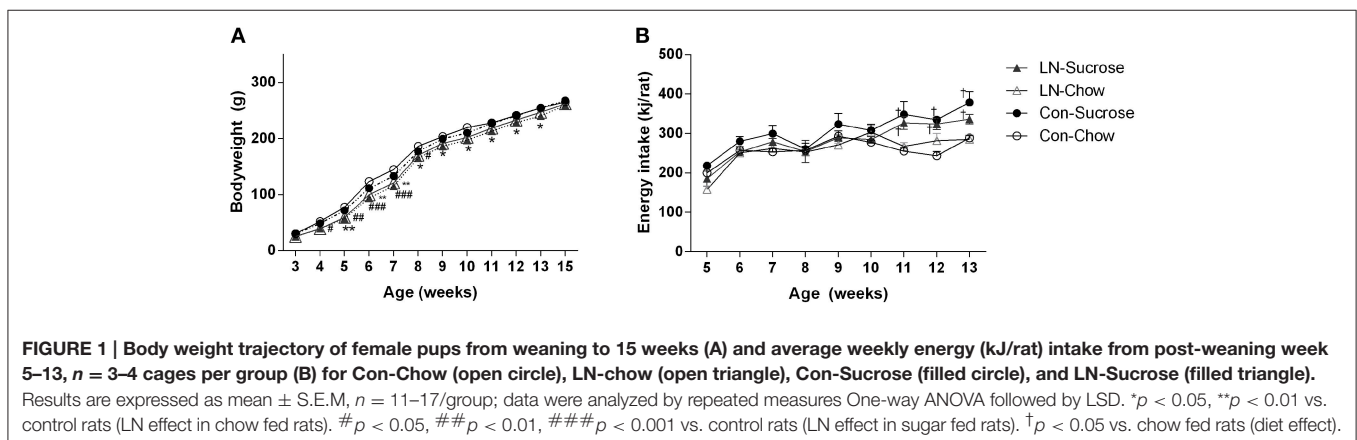 A
B
Bodyweight (g)
300
200
100
0
3 4 5 6 7 8 9 10 11 12 13 15
Age (weeks)
# ** ## ** ### ** ### * # * * * * *
Energy intake (kj/rat)
500
400
300
200
100
0
5 6 7 8 9 10 11 12 13
Age (weeks)
† † † † † †
LN-Sucrose
LN-Chow
Con-Sucrose
Con-Chow
FIGURE 1 | Body weight trajectory of female pups from weaning to 15 weeks (A) and average weekly energy (kJ/rat) intake from post-weaning week
5–13, n = 3–4 cages per group (B) for Con-Chow (open circle), LN-chow (open triangle), Con-Sucrose (filled circle), and LN-Sucrose (filled triangle).
Results are expressed as mean ± S.E.M, n = 11–17/group; data were analyzed by repeated measures One-way ANOVA followed by LSD. *p < 0.05, **p < 0.01 vs.
control rats (LN effect in chow fed rats). #p < 0.05, ##p < 0.01, ###p < 0.001 vs. control rats (LN effect in sugar fed rats). †p < 0.05 vs. chow fed rats (diet effect).